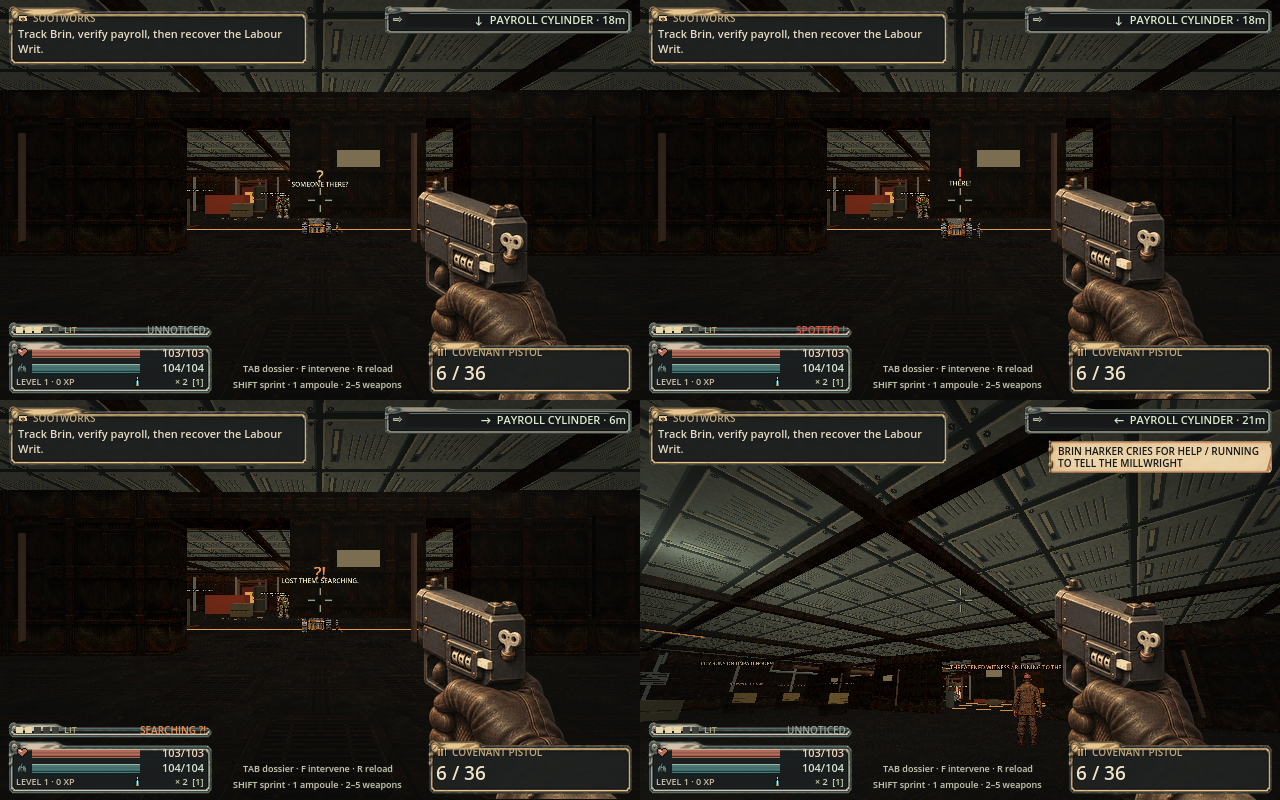 SOOTWORKS
Track Brin, verify payroll, then recover the Labour
Writ.
↓ PAYROLL CYLINDER · 18m
?
SOMEONE THERE?
LIT UNNOTICED
103/103
104/104
LEVEL 1 · 0 XP × 2 [1]
TAB dossier · F intervene · R reload
SHIFT sprint · 1 ampoule · 2–5 weapons
COVENANT PISTOL
6 / 36
SOOTWORKS
Track Brin, verify payroll, then recover the Labour
Writ.
↓ PAYROLL CYLINDER · 18m
!
THERE!
LIT SPOTTED !
103/103
104/104
LEVEL 1 · 0 XP × 2 [1]
TAB dossier · F intervene · R reload
SHIFT sprint · 1 ampoule · 2–5 weapons
COVENANT PISTOL
6 / 36
SOOTWORKS
Track Brin, verify payroll, then recover the Labour
Writ.
→ PAYROLL CYLINDER · 6m
?!
LOST THEM. SEARCHING.
LIT SEARCHING ?!
103/103
104/104
LEVEL 1 · 0 XP × 2 [1]
TAB dossier · F intervene · R reload
SHIFT sprint · 1 ampoule · 2–5 weapons
COVENANT PISTOL
6 / 36
SOOTWORKS
Track Brin, verify payroll, then recover the Labour
Writ.
← PAYROLL CYLINDER · 21m
BRIN HARKER CRIES FOR HELP / RUNNING
TO TELL THE MILLWRIGHT
THREATENED WITNESS / RUNNING TO THE
LIT UNNOTICED
103/103
104/104
LEVEL 1 · 0 XP × 2 [1]
TAB dossier · F intervene · R reload
SHIFT sprint · 1 ampoule · 2–5 weapons
COVENANT PISTOL
6 / 36